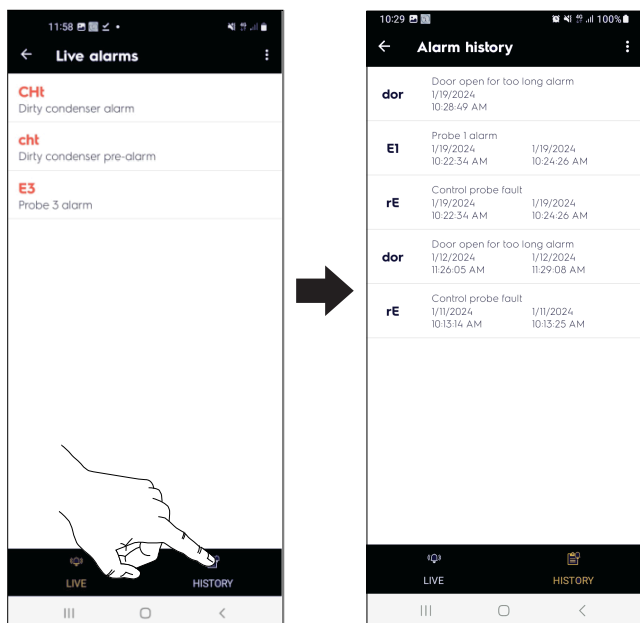 11:58
Live alarms
CHt
Dirty condenser alarm
cht
Dirty condenser pre-alarm
E3
Probe 3 alarm
LIVE
HISTORY
10:29
100%
Alarm history
dor
Door open for too long alarm
1/19/2024
10:28:49 AM
E1
Probe 1 alarm
1/19/2024 1/19/2024
10:22:34 AM 10:24:26 AM
rE
Control probe fault
1/19/2024 1/19/2024
10:22:34 AM 10:24:26 AM
dor
Door open for too long alarm
1/12/2024 1/12/2024
11:26:05 AM 11:29:08 AM
rE
Control probe fault
1/11/2024 1/11/2024
10:13:14 AM 10:13:25 AM
LIVE
HISTORY